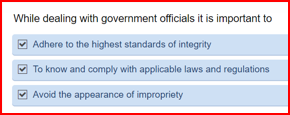 While dealing with government officials it is important to
Adhere to the highest standards of integrity
To know and comply with applicable laws and regulations
Avoid the appearance of impropriety